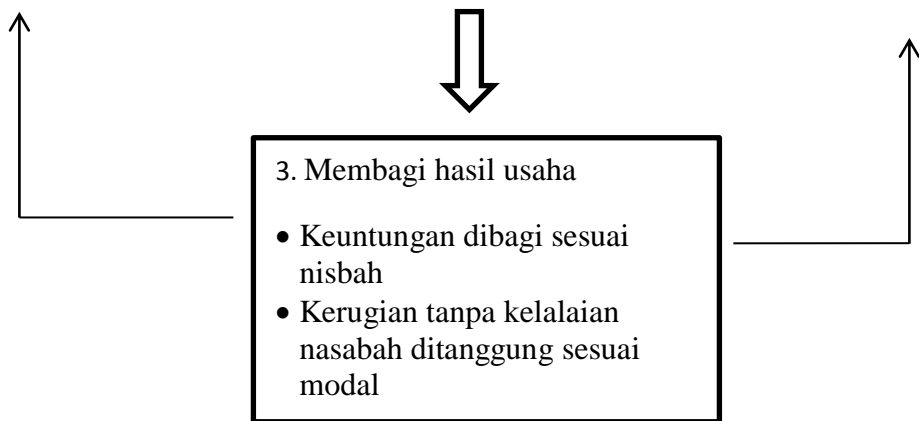 3. Membagi hasil usaha
• Keuntungan dibagi sesuai
nisbah
• Kerugian tanpa kelalaian
nasabah ditanggung sesuai
modal